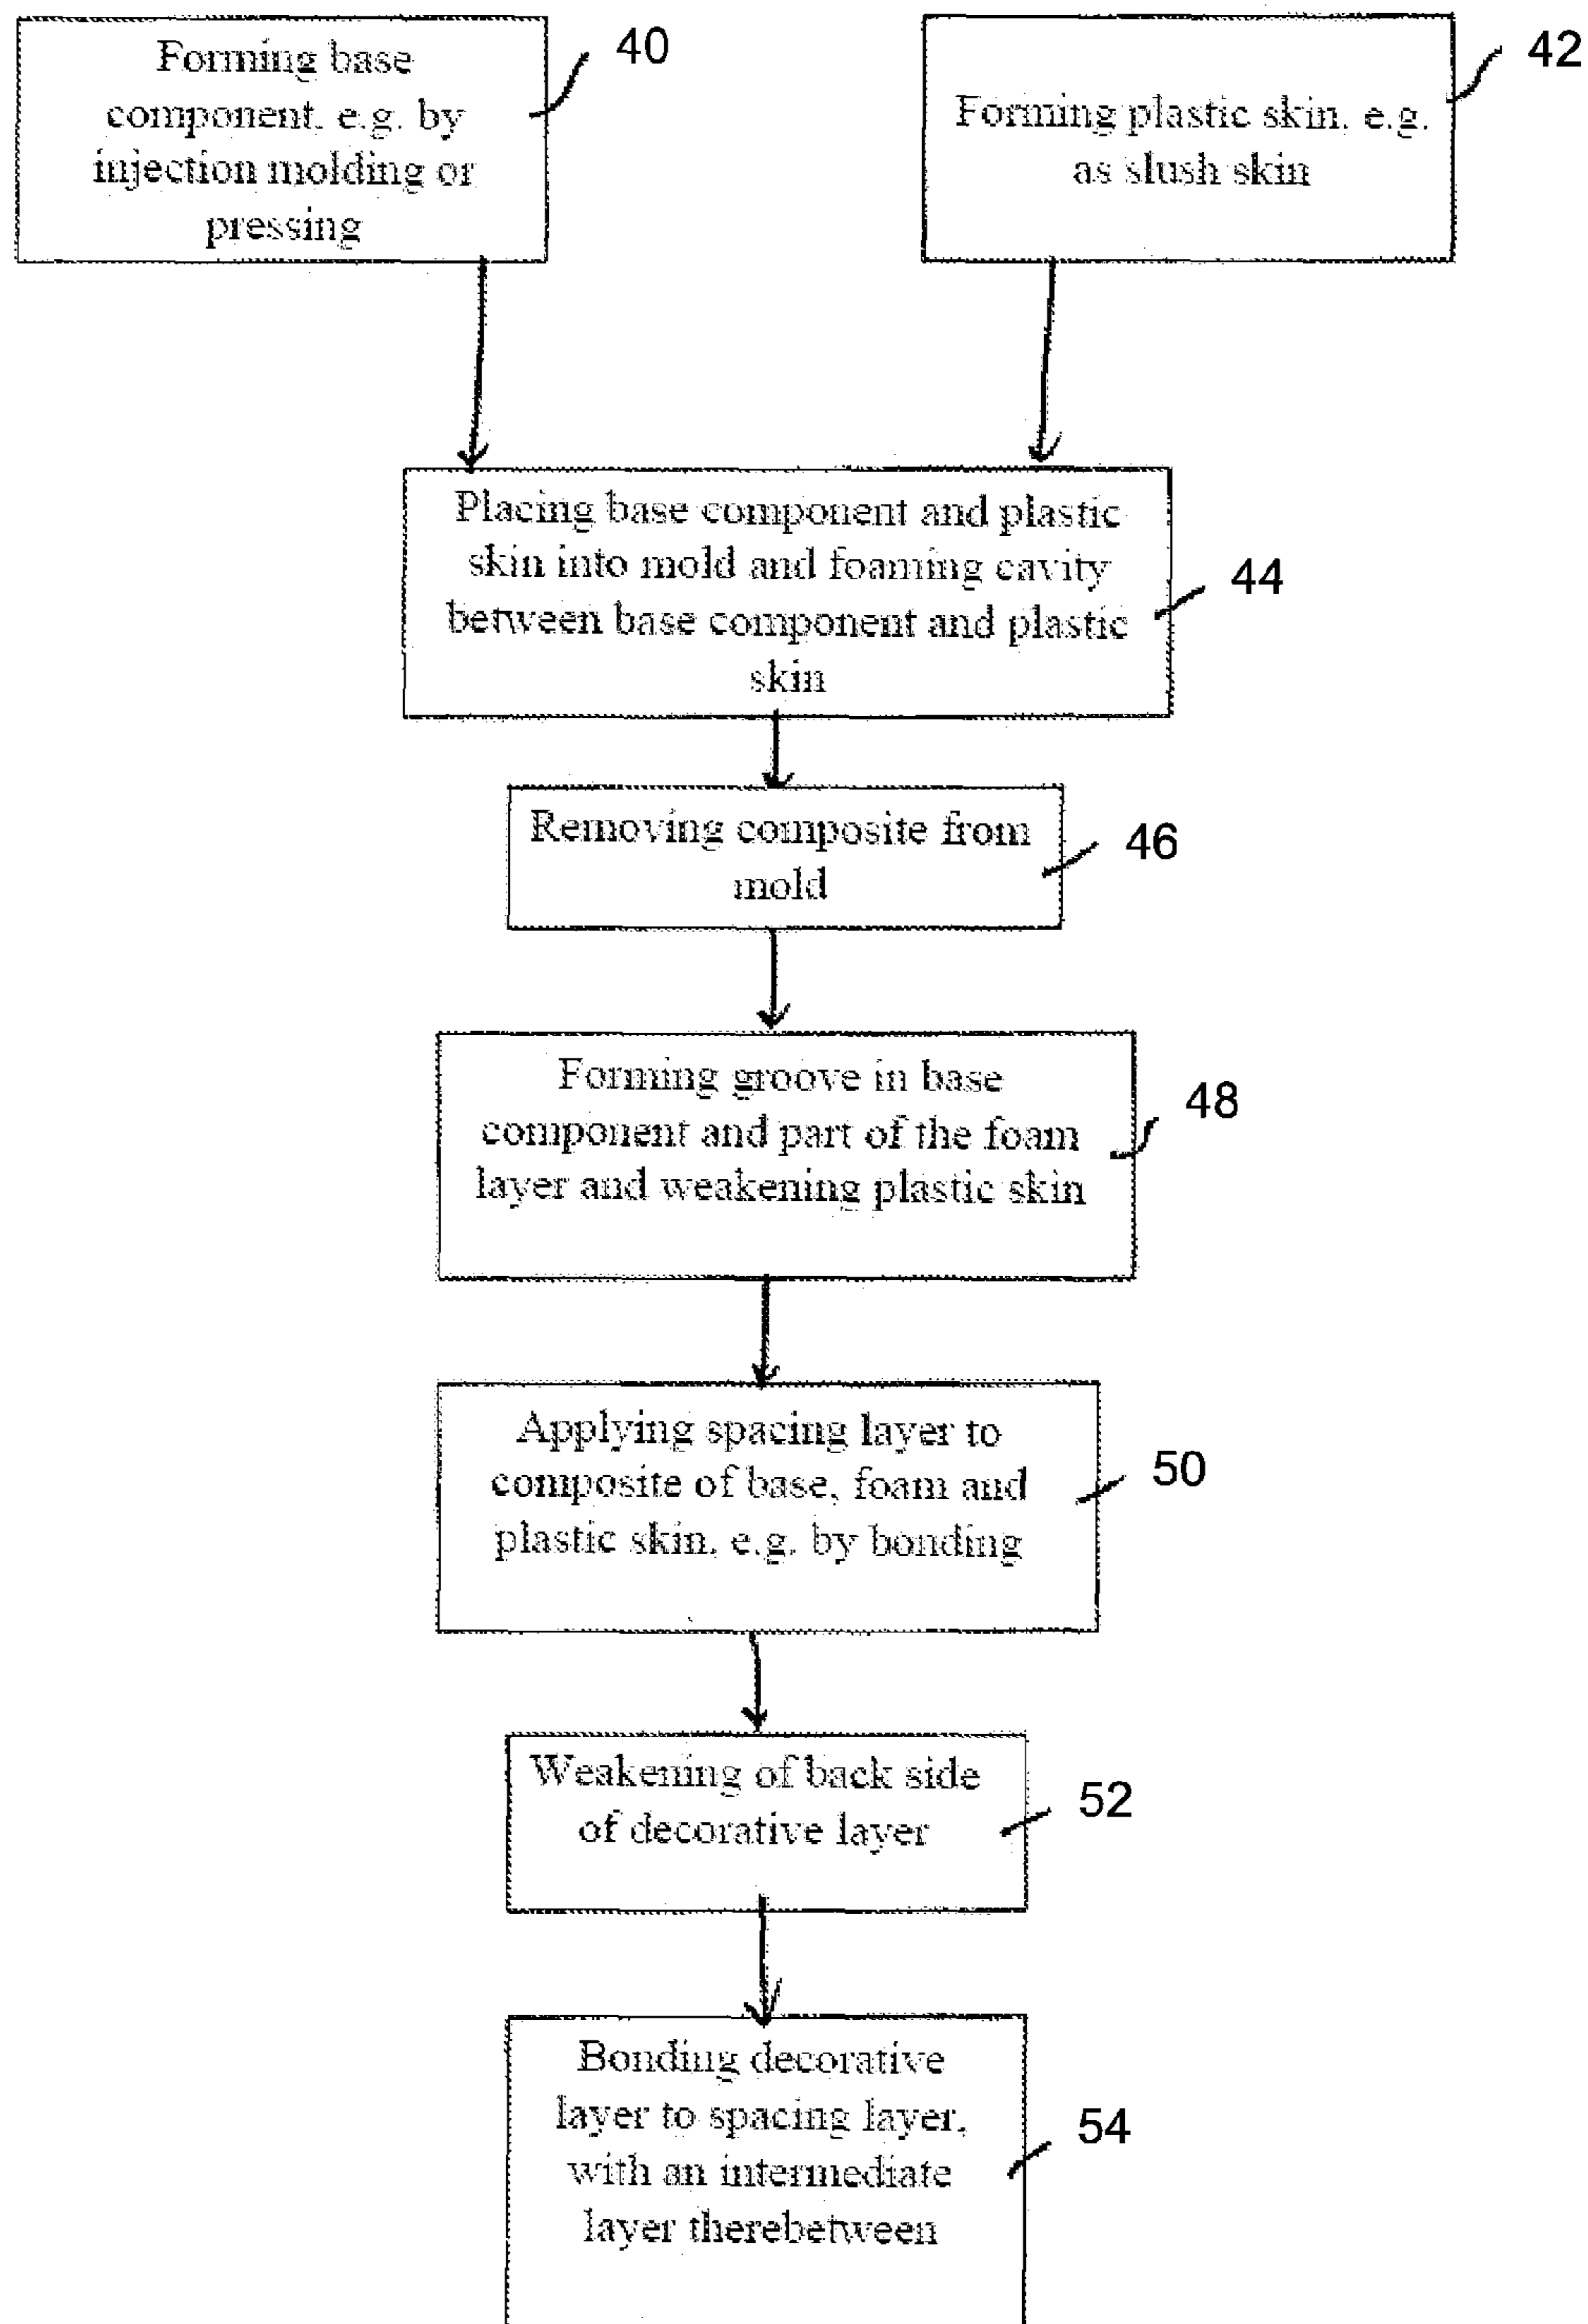 Forming base
component, e.g. by
injection molding or
pressing
40
Forming plastic skin, e.g.
as slush skin
42
Placing base component and plastic
skin into mold and foaming cavity
between base component and plastic
skin
44
Removing composite from
mold
46
Forming groove in base
component and part of the foam
layer and weakening plastic skin
48
Applying spacing layer to
composite of base, foam and
plastic skin, e.g. by bonding
50
Weakening of back side
of decorative layer
52
Bonding decorative
layer to spacing layer,
with an intermediate
layer therebetween
54